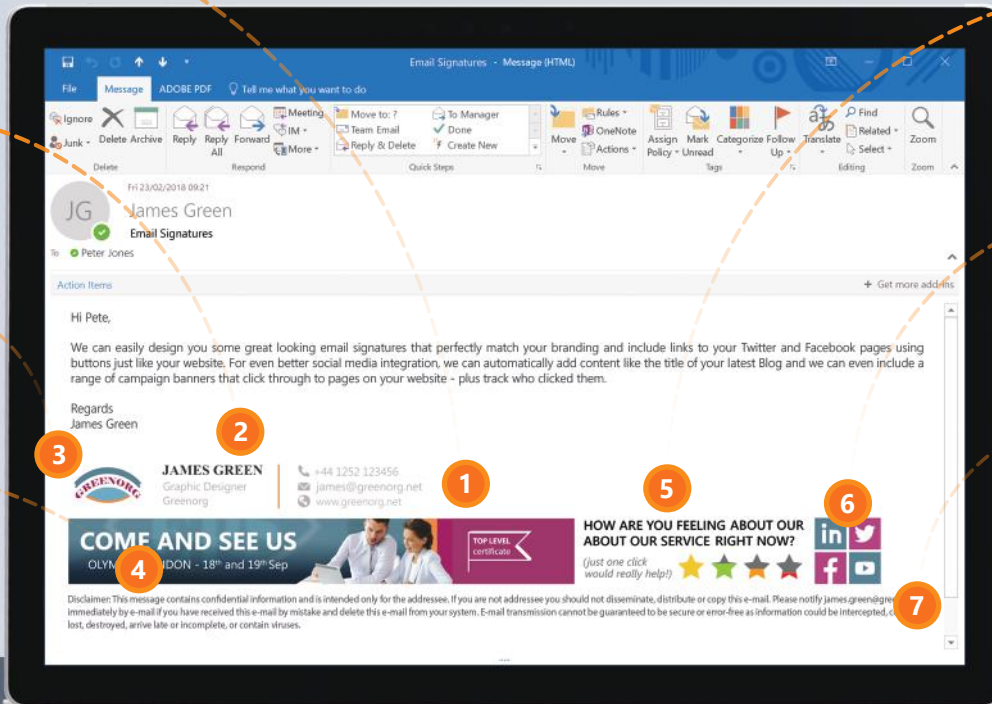 Email Signatures - Message (HTML)
File Message ADOBE PDF Tell me what you want to do
Ignore
Junk
Delete Archive
Reply Reply All Forward
Meeting
IM
More
Move to: ?
Team Email
Reply & Delete
To Manager
Done
Create New
Move
Rules
OneNote
Actions
Assign Policy Mark Unread Categorize Follow Up
Translate
Find
Related
Select
Zoom
Delete Respond Quick Steps Move Tags Editing Zoom
Fri 23/02/2018 09:21
JG
James Green
Email Signatures
To Peter Jones
Action Items + Get more add-ins
Hi Pete,
We can easily design you some great looking email signatures that perfectly match your branding and include links to your Twitter and Facebook pages using
buttons just like your website. For even better social media integration, we can automatically add content like the title of your latest Blog and we can even include a
range of campaign banners that click through to pages on your website - plus track who clicked them.
Regards
James Green
2
3
GREENORG
JAMES GREEN
Graphic Designer
Greenorg
+44 1252 123456
james@greenorg.net
www.greenorg.net
1
5
6
COME AND SEE US
18th and 19th Sep
4
TOP LEVEL
certificate
HOW ARE YOU FEELING ABOUT OUR
ABOUT OUR SERVICE RIGHT NOW?
(just one click
would really help!)
in
f
7
Disclaimer: This message contains confidential information and is intended only for the addressee. If you are not addressee you should not disseminate, distribute or copy this e-mail. Please notify
immediately by e-mail if you have received this e-mail by mistake and delete this e-mail from your system. E-mail transmission cannot be guaranteed to be secure or error-free as information could be intercepted,
lost, destroyed, arrive late or incomplete, or contain viruses.